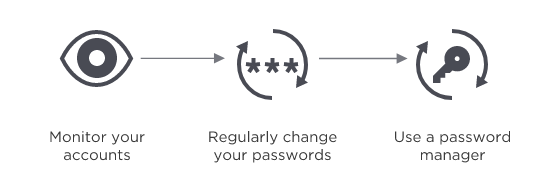 ***
Monitor your
accounts
Regularly change
your passwords
Use a password
manager